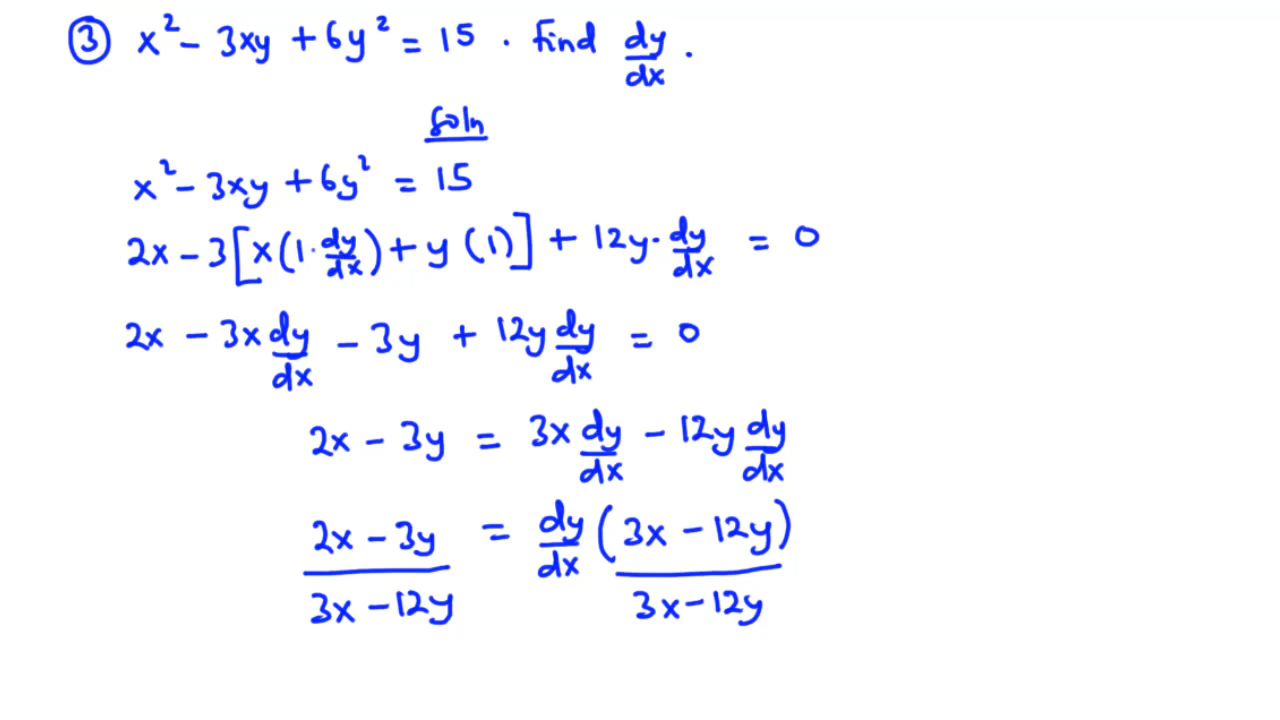 ③ x² - 3xy + 6y² = 15 . Find dy/dx .
soln
x² - 3xy + 6y² = 15
2x - 3[x(1·dy/dx) + y(1)] + 12y·dy/dx = 0
2x - 3x dy/dx - 3y + 12y dy/dx = 0
2x - 3y = 3x dy/dx - 12y dy/dx
(2x - 3y)/(3x - 12y) = dy/dx (3x - 12y)/(3x - 12y)